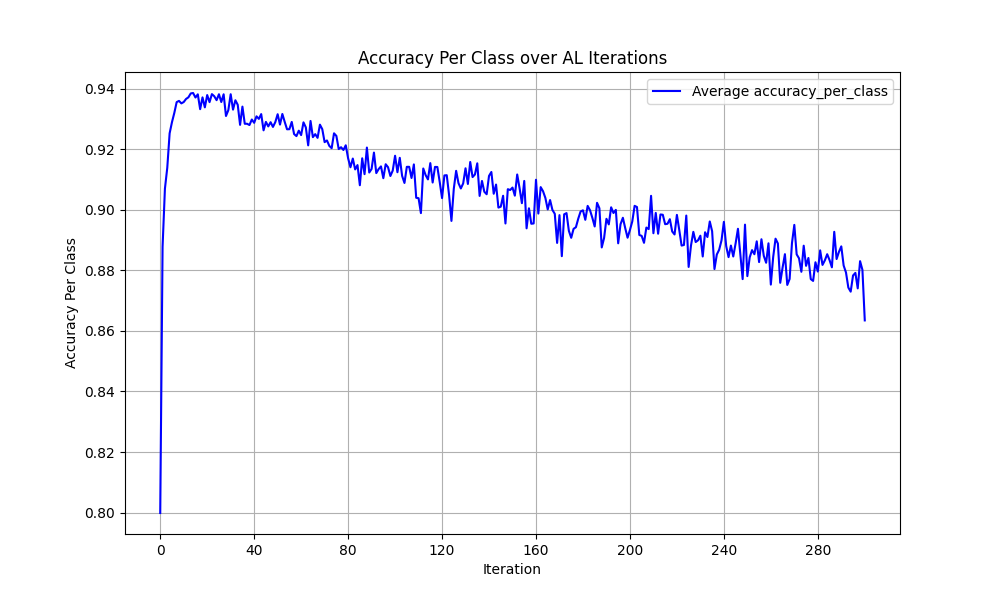 Accuracy Per Class over AL Iterations
Average accuracy_per_class
Accuracy Per Class
0.94
0.92
0.90
0.88
0.86
0.84
0.82
0.80
0 40 80 120 160 200 240 280
Iteration